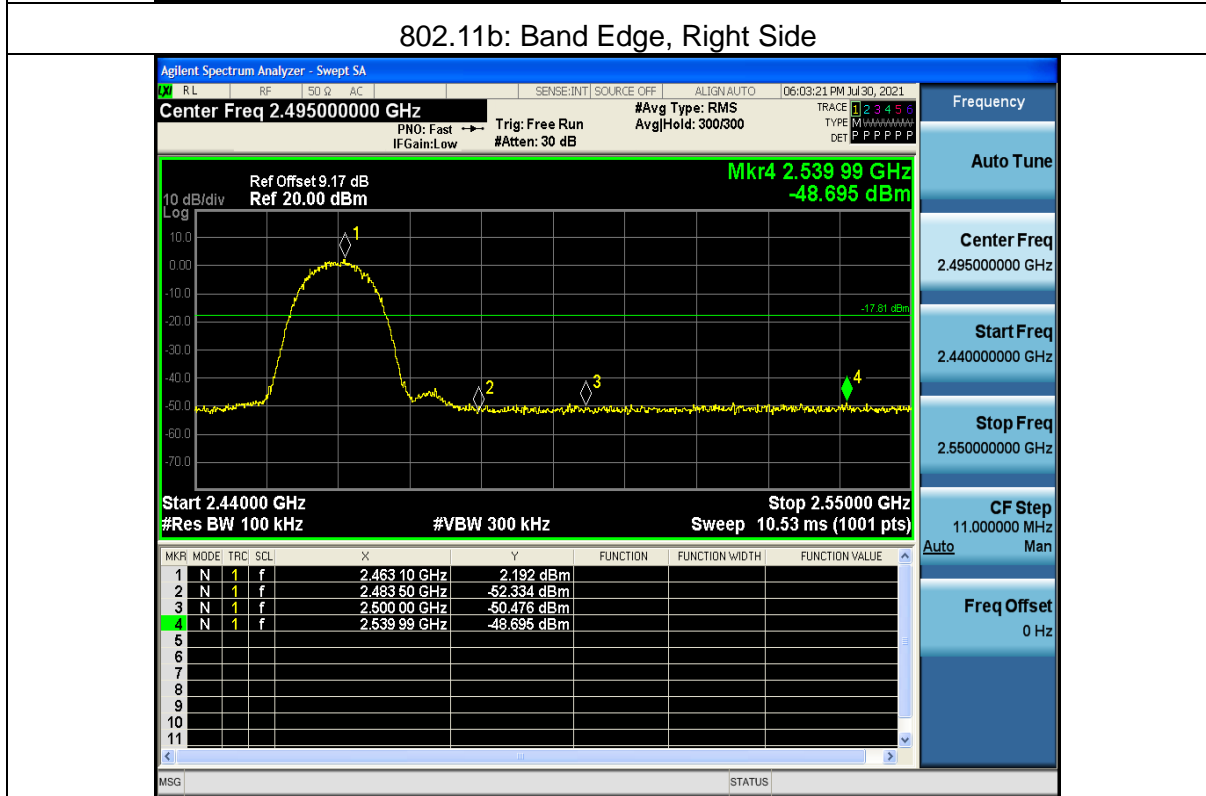 802.11b: Band Edge, Right Side
Agilent Spectrum Analyzer - Swept SA
LXI RL RF 50 Ω AC SENSE:INT SOURCE OFF ALIGNAUTO 06:03:21 PM Jul 30, 2021
Center Freq 2.495000000 GHz #Avg Type: RMS TRACE 1 2 3 4 5 6
PNO: Fast Trig: Free Run Avg|Hold: 300/300 TYPE MWWWWW
IFGain:Low #Atten: 30 dB DET P P P P P P
Frequency
Auto Tune
Mkr4 2.539 99 GHz
-48.695 dBm
Ref Offset 9.17 dB
10 dB/div Ref 20.00 dBm
Log
10.0
0.00
-10.0
-20.0
-30.0
-40.0
-50.0
-60.0
-70.0
1
-17.81 dBm
2
3
4
Start 2.44000 GHz Stop 2.55000 GHz
#Res BW 100 kHz #VBW 300 kHz Sweep 10.53 ms (1001 pts)
Center Freq
2.495000000 GHz
Start Freq
2.440000000 GHz
Stop Freq
2.550000000 GHz
CF Step
11.000000 MHz
Auto Man
Freq Offset
0 Hz
MKR MODE TRC SCL X Y FUNCTION FUNCTION WIDTH FUNCTION VALUE
1 N 1 f 2.463 10 GHz 2.192 dBm
2 N 1 f 2.483 50 GHz -52.334 dBm
3 N 1 f 2.500 00 GHz -50.476 dBm
4 N 1 f 2.539 99 GHz -48.695 dBm
5
6
7
8
9
10
11
MSG STATUS